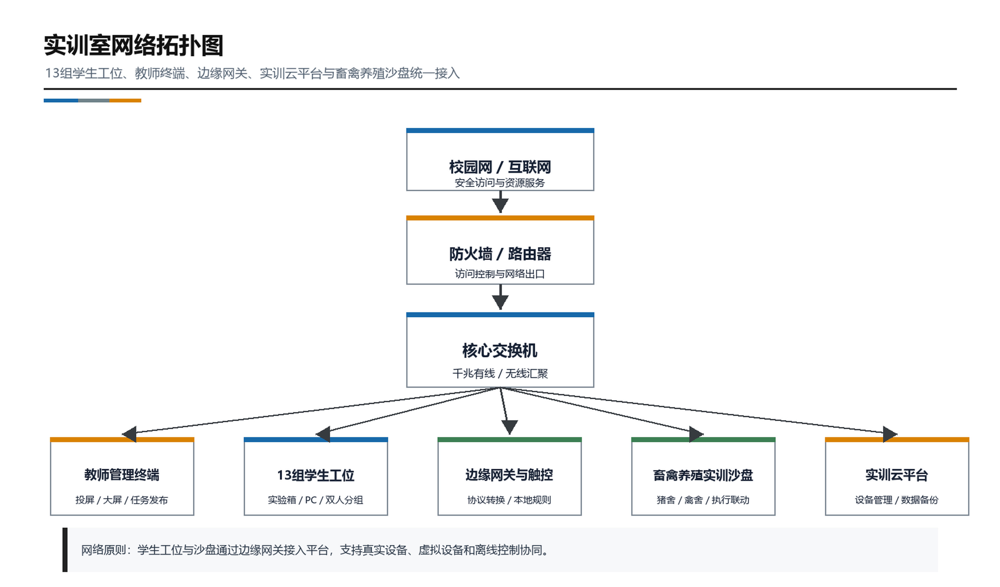 实训室网络拓扑图
13组学生工位、教师终端、边缘网关、实训云平台与畜禽养殖沙盘统一接入
校园网 / 互联网
安全访问与资源服务
防火墙 / 路由器
访问控制与网络出口
核心交换机
千兆有线 / 无线汇聚
教师管理终端
投屏 / 大屏 / 任务发布
13组学生工位
实验箱 / PC / 双人分组
边缘网关与触控
协议转换 / 本地规则
畜禽养殖实训沙盘
猪舍 / 禽舍 / 执行联动
实训云平台
设备管理 / 数据备份
网络原则：学生工位与沙盘通过边缘网关接入平台，支持真实设备、虚拟设备和离线控制协同。